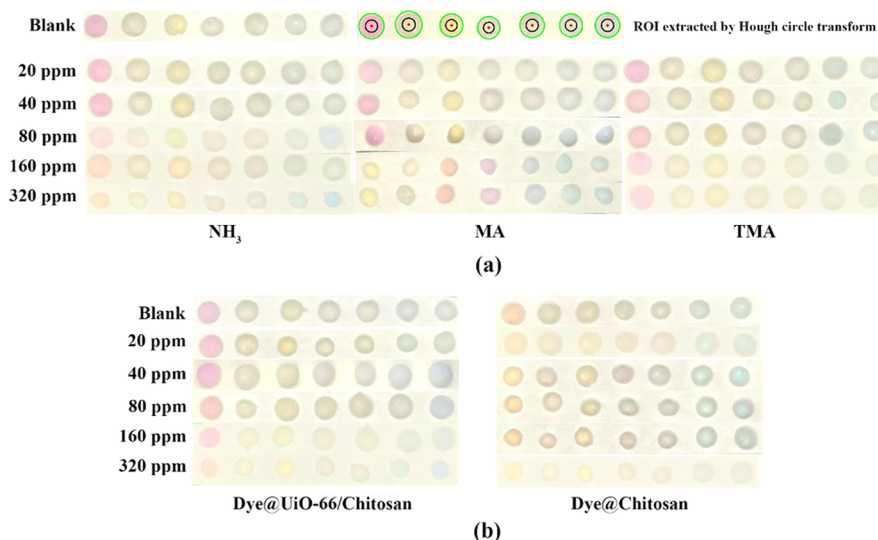 Blank
ROI extracted by Hough circle transform
20 ppm
40 ppm
80 ppm
160 ppm
320 ppm
NH₃ MA TMA
(a)
Blank
20 ppm
40 ppm
80 ppm
160 ppm
320 ppm
Dye@UiO-66/Chitosan Dye@Chitosan
(b)